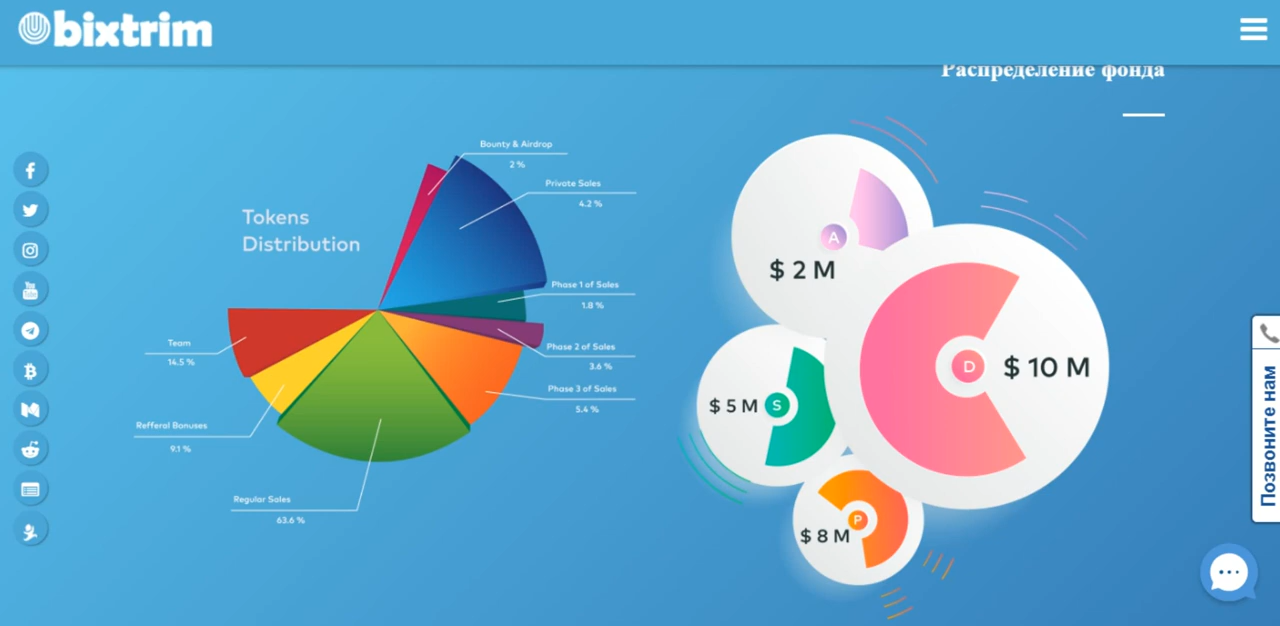 bixtrim
Распределение фонда
Tokens
Distribution
Bounty & Airdrop
2 %
Private Sales
4.2 %
Phase 1 of Sales
1.8 %
Phase 2 of Sales
3.6 %
Phase 3 of Sales
5.4 %
Team
14.5 %
Refferal Bonuses
9.1 %
Regular Sales
63.6 %
A
$ 2 M
D
$ 10 M
$ 5 M
S
P
$ 8 M
Позвоните нам